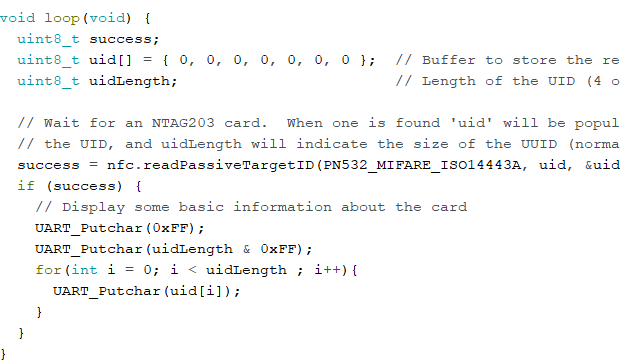 void loop(void) {
uint8_t success;
uint8_t uid[] = { 0, 0, 0, 0, 0, 0, 0 }; // Buffer to store the re
uint8_t uidLength; // Length of the UID (4 o
// Wait for an NTAG203 card. When one is found 'uid' will be popul
// the UID, and uidLength will indicate the size of the UUID (norma
success = nfc.readPassiveTargetID(PN532_MIFARE_ISO14443A, uid, &uid
if (success) {
// Display some basic information about the card
UART_Putchar(0xFF);
UART_Putchar(uidLength & 0xFF);
for(int i = 0; i < uidLength ; i++){
UART_Putchar(uid[i]);
}
}
}